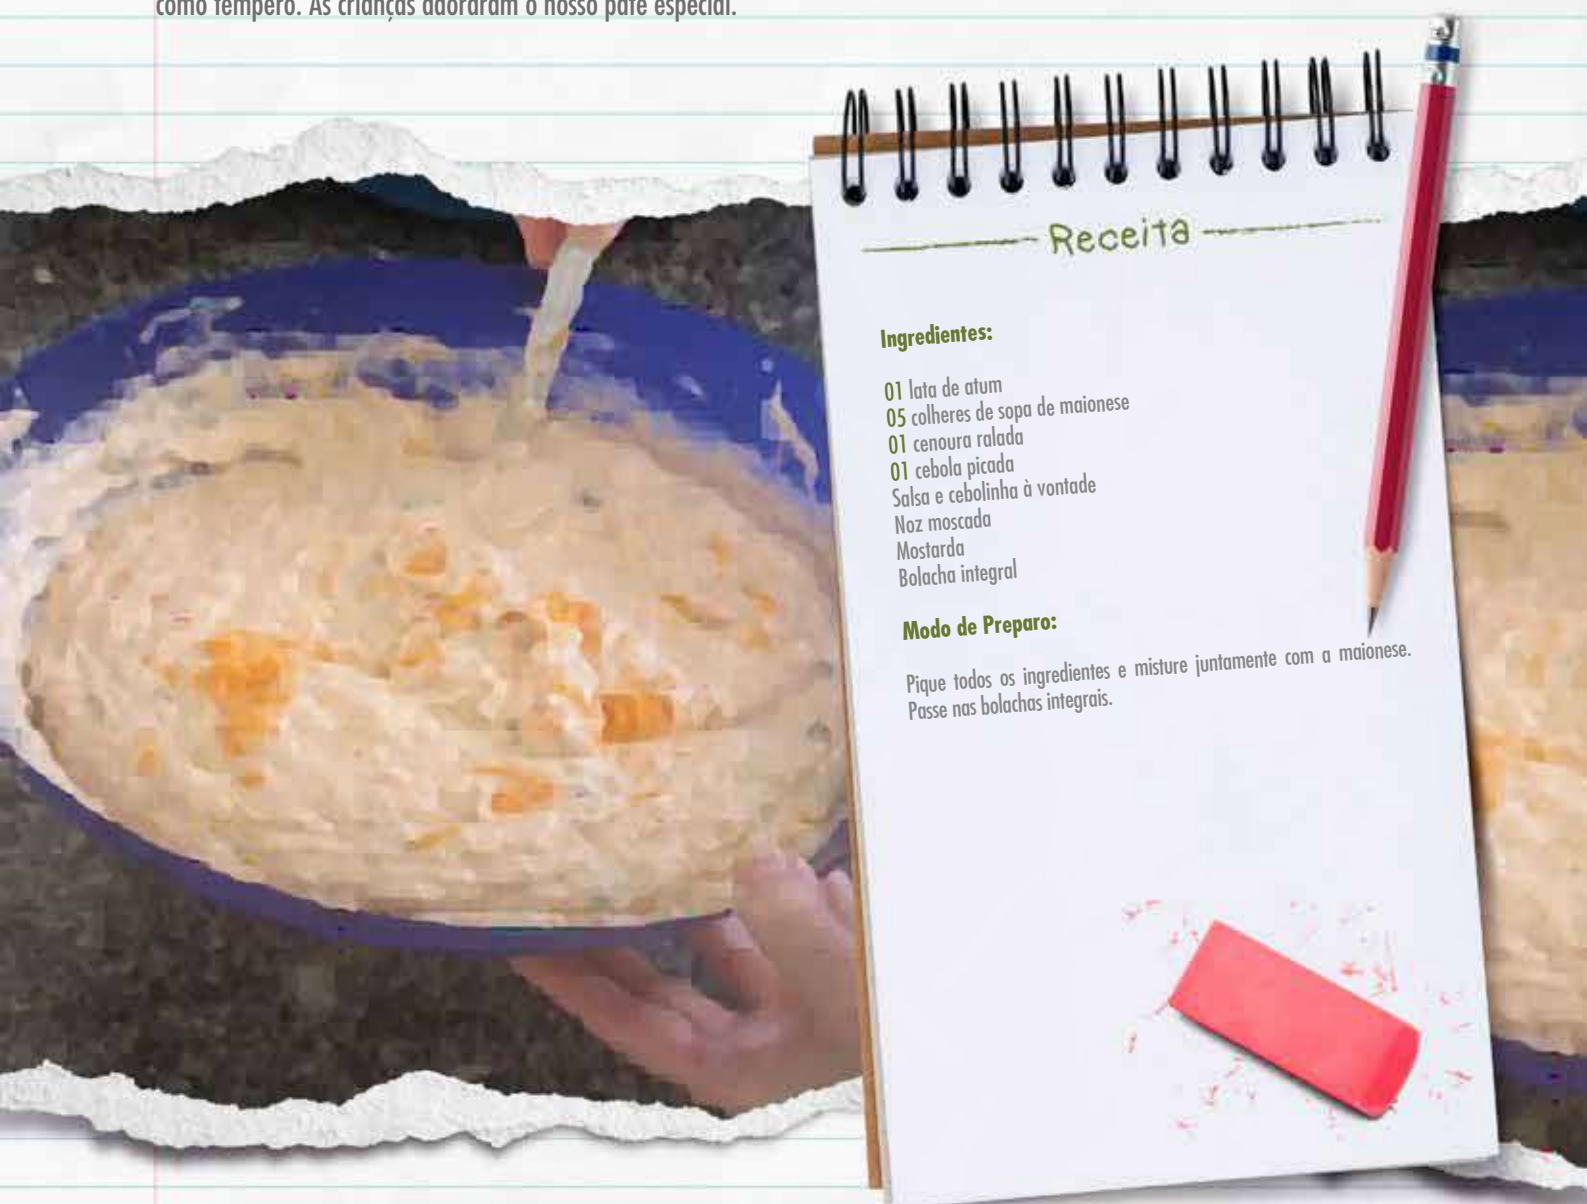 como tempero. As crianças adoraram o nosso patê especial.
Receita
Ingredientes:
01 lata de atum
05 colheres de sopa de maionese
01 cenoura ralada
01 cebola picada
Salsa e cebolinha à vontade
Noz moscada
Mostarda
Bolacha integral
Modo de Preparo:
Pique todos os ingredientes e misture juntamente com a maionese.
Passe nas bolachas integrais.